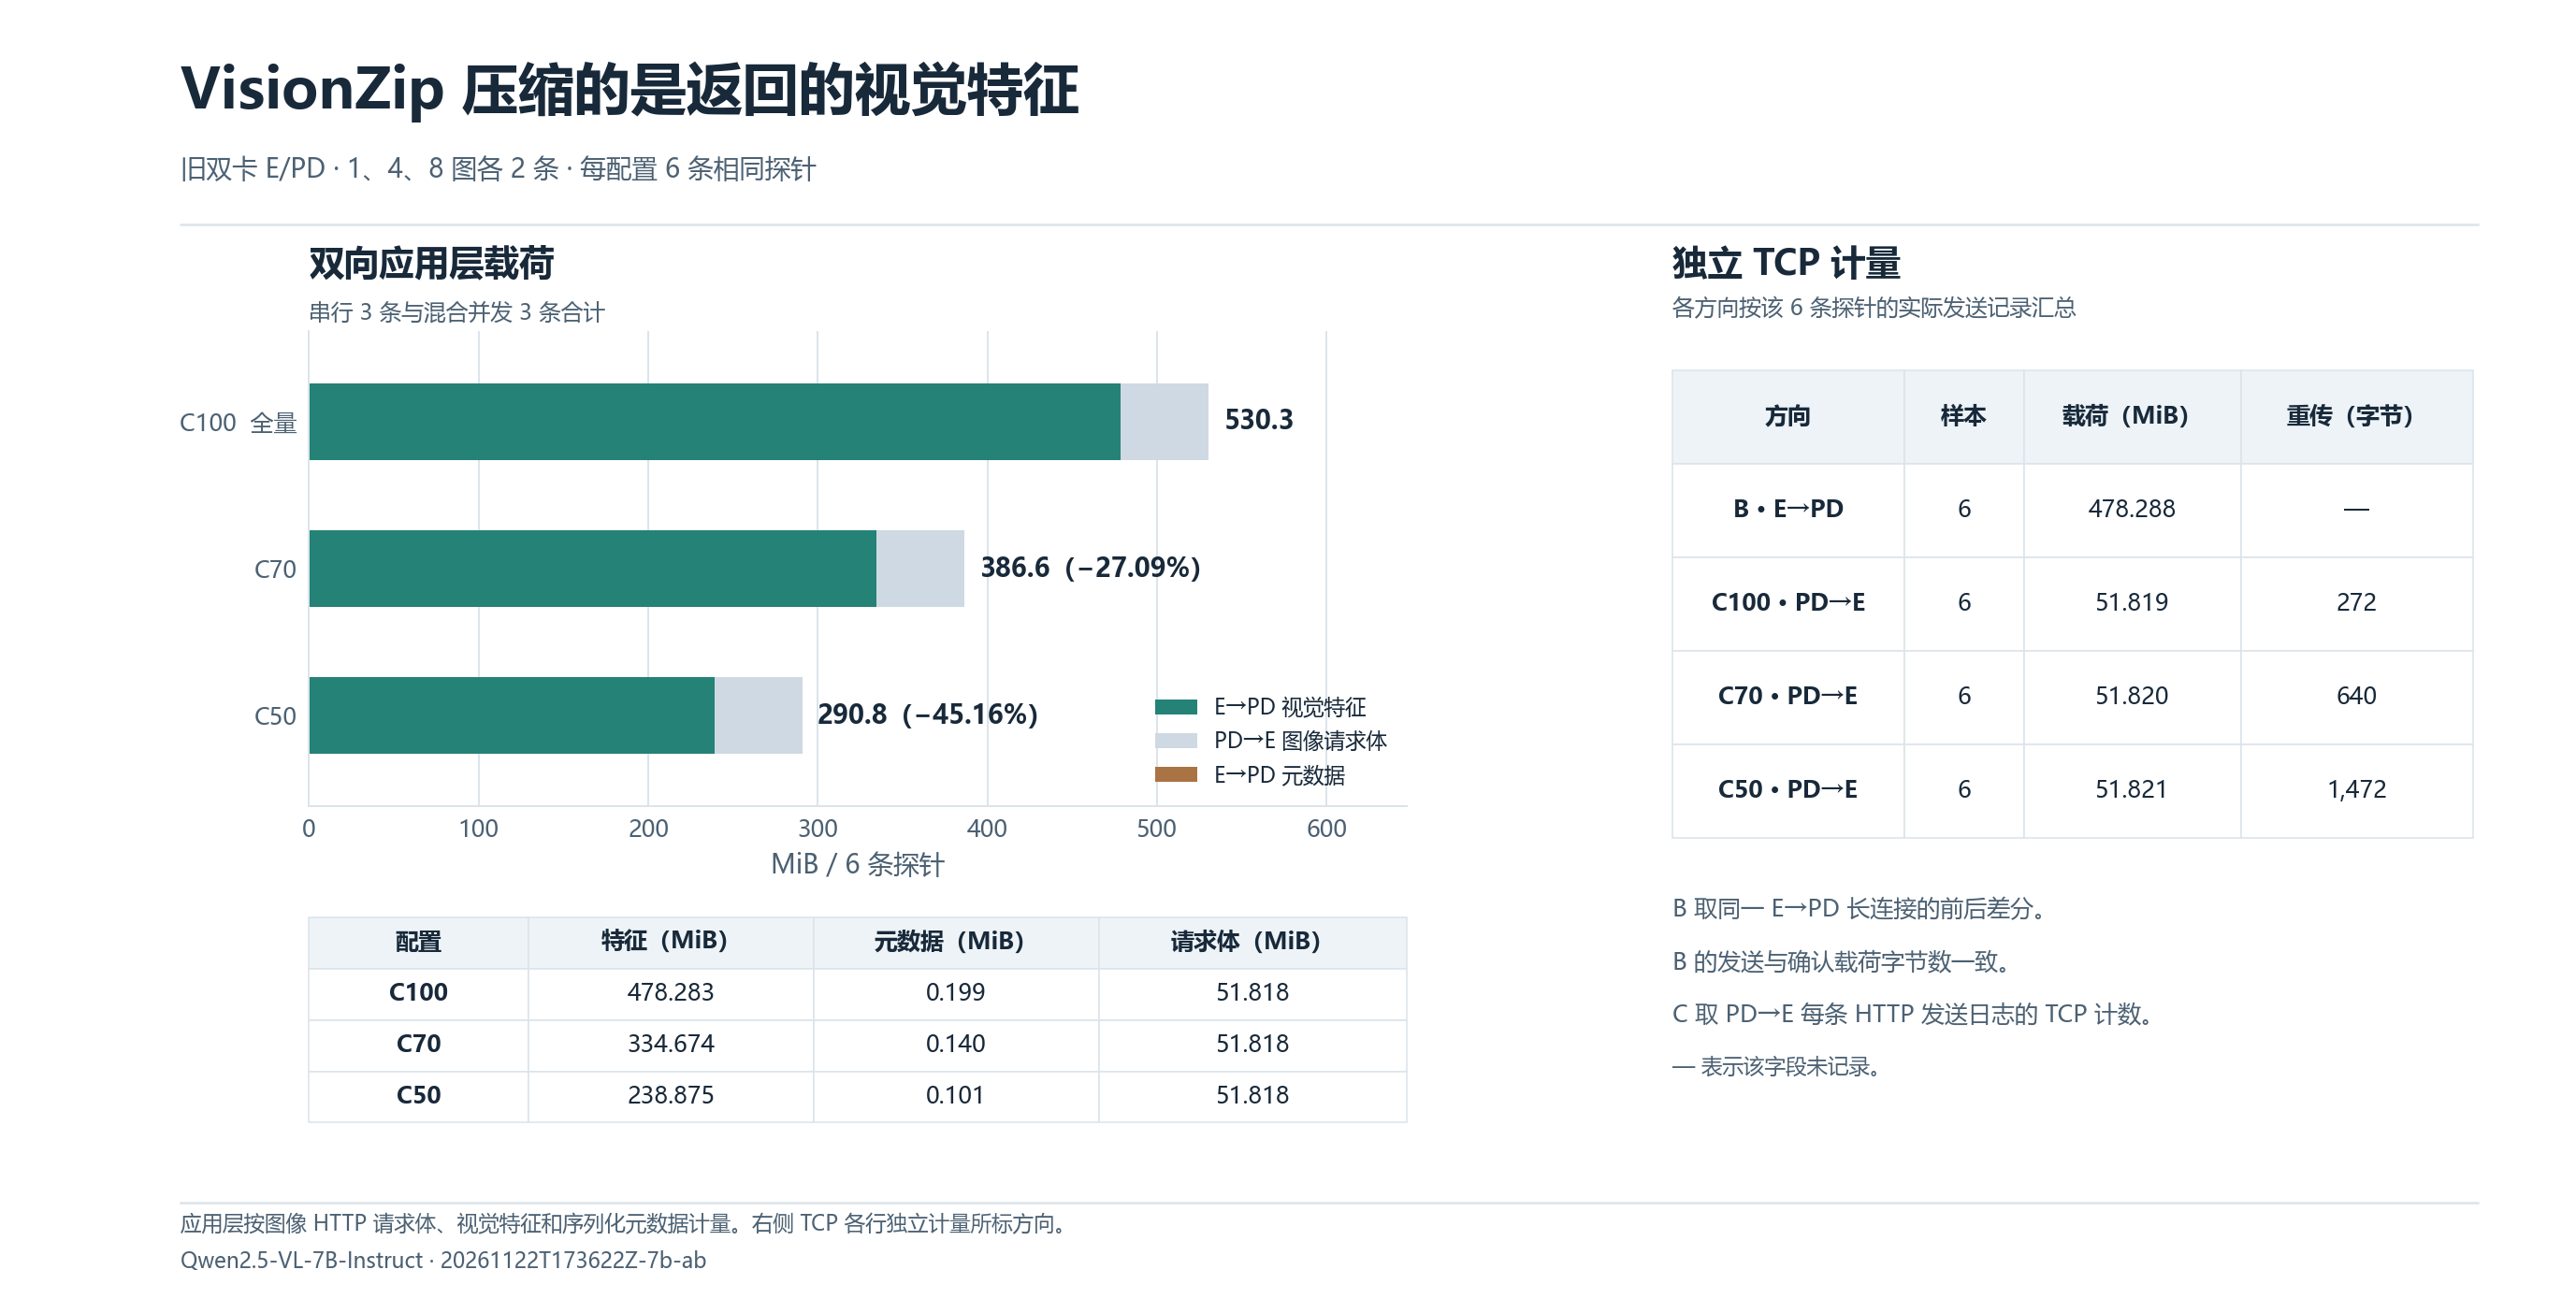 VisionZip 压缩的是返回的视觉特征
旧双卡 E/PD · 1、4、8 图各 2 条 · 每配置 6 条相同探针
双向应用层载荷
串行 3 条与混合并发 3 条合计
C100 全量
530.3
C70
386.6（−27.09%）
C50
290.8（−45.16%）
E→PD 视觉特征
PD→E 图像请求体
E→PD 元数据
0 100 200 300 400 500 600
MiB / 6 条探针
配置 特征（MiB） 元数据（MiB） 请求体（MiB）
C100 478.283 0.199 51.818
C70 334.674 0.140 51.818
C50 238.875 0.101 51.818
独立 TCP 计量
各方向按该 6 条探针的实际发送记录汇总
方向 样本 载荷（MiB） 重传（字节）
B • E→PD 6 478.288 —
C100 • PD→E 6 51.819 272
C70 • PD→E 6 51.820 640
C50 • PD→E 6 51.821 1,472
B 取同一 E→PD 长连接的前后差分。
B 的发送与确认载荷字节数一致。
C 取 PD→E 每条 HTTP 发送日志的 TCP 计数。
— 表示该字段未记录。
应用层按图像 HTTP 请求体、视觉特征和序列化元数据计量。右侧 TCP 各行独立计量所标方向。
Qwen2.5-VL-7B-Instruct · 20261122T173622Z-7b-ab